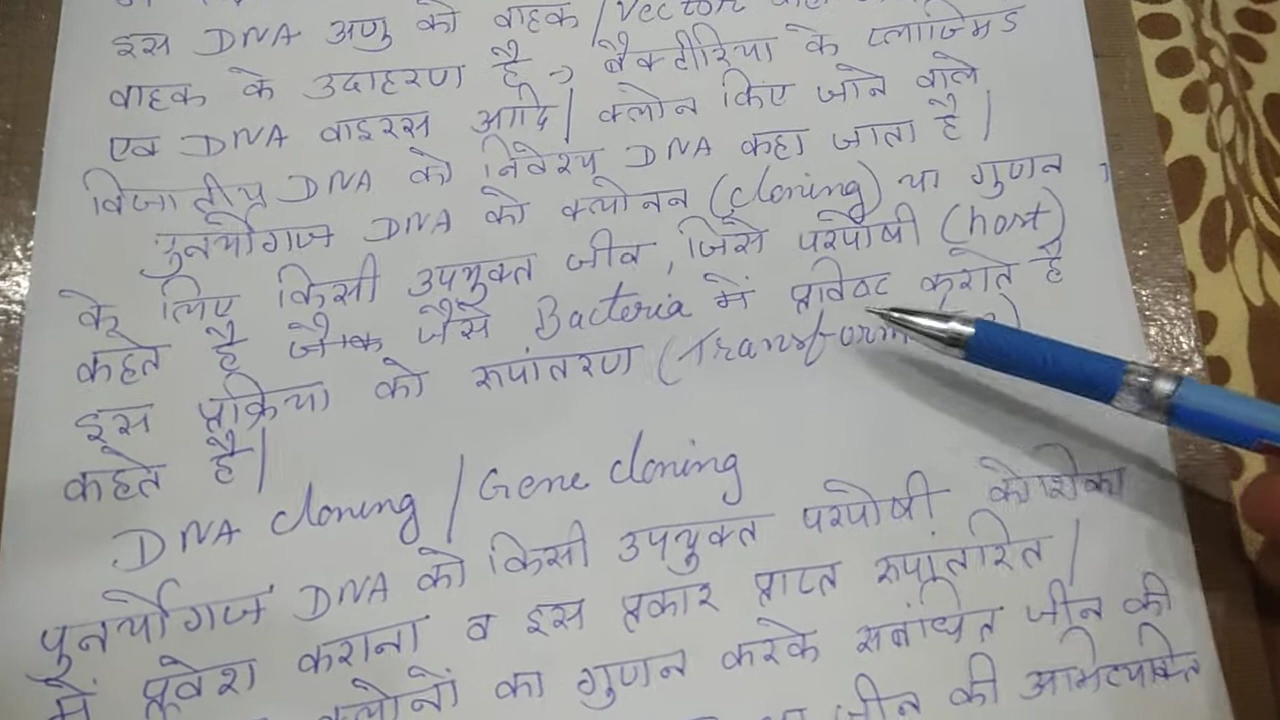 इस DNA अणु को वाहक / Vector
वाहक के उदाहरण है → बैक्टीरिया के प्लाज्मिड
एव DNA वाइरस आदि| क्लोन किए जाने वाले
विजातीय DNA को निवेश्य DNA कहा जाता है|
पुनर्योगज DNA को क्लोनन (cloning) या गुणन
के लिए किसी उपयुक्त जीव, जिसे परपोषी (host)
कहते है जैसे Bacteria में प्रविष्ट कराते है
इस प्रक्रिया को रूपांतरण
कहते है|
DNA cloning / Gene cloning
पुनर्योगज DNA को किसी उपयुक्त परपोषी कोशिका
में प्रवेश कराना व इस प्रकार प्राप्त रूपांतरित /
क्लोनों का गुणन करके सबंधित जीन की
जीन की अभिव्यक्ति